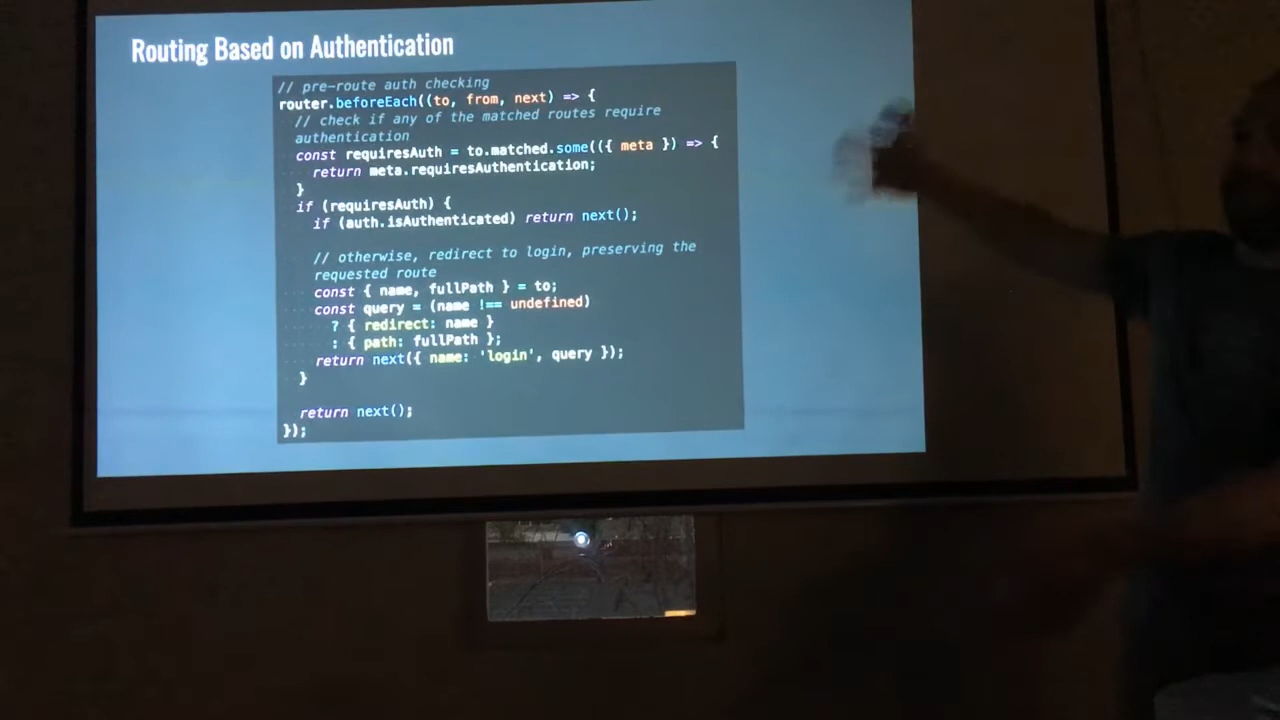 Routing Based on Authentication
// pre-route auth checking
router.beforeEach((to, from, next) => {
// check if any of the matched routes require
authentication
const requiresAuth = to.matched.some(({ meta }) => {
return meta.requiresAuthentication;
}
if (requiresAuth) {
if (auth.isAuthenticated) return next();
// otherwise, redirect to login, preserving the
requested route
const { name, fullPath } = to;
const query = (name !== undefined)
? { redirect: name }
: { path: fullPath };
return next({ name: 'login', query });
}
return next();
});